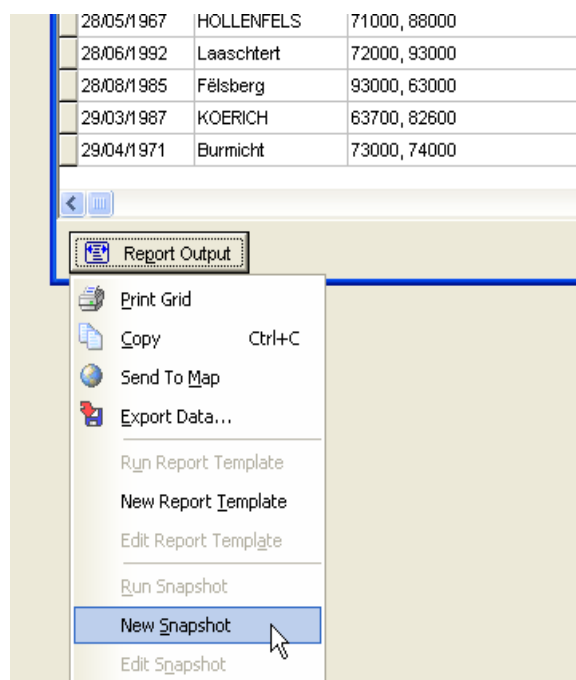 28/05/1967 HOLLENFELS 71000, 88000
28/06/1992 Laaschtert 72000, 93000
28/08/1985 Fëlsberg 93000, 63000
29/03/1987 KOERICH 63700, 82600
29/04/1971 Burmicht 73000, 74000
Report Output
Print Grid
Copy Ctrl+C
Send To Map
Export Data...
Run Report Template
New Report Template
Edit Report Template
Run Snapshot
New Snapshot
Edit Snapshot